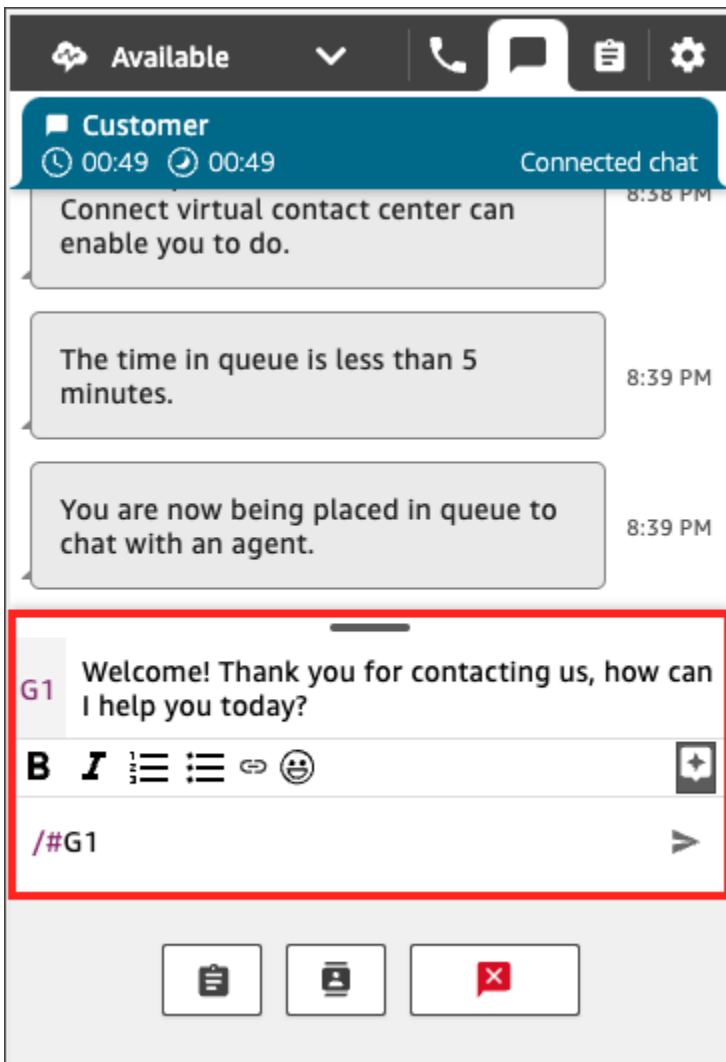 Available
Customer
00:49 00:49 Connected chat
8:38 PM
Connect virtual contact center can
enable you to do.
The time in queue is less than 5
minutes.
8:39 PM
You are now being placed in queue to
chat with an agent.
8:39 PM
G1
Welcome! Thank you for contacting us, how can
I help you today?
B I
/#G1